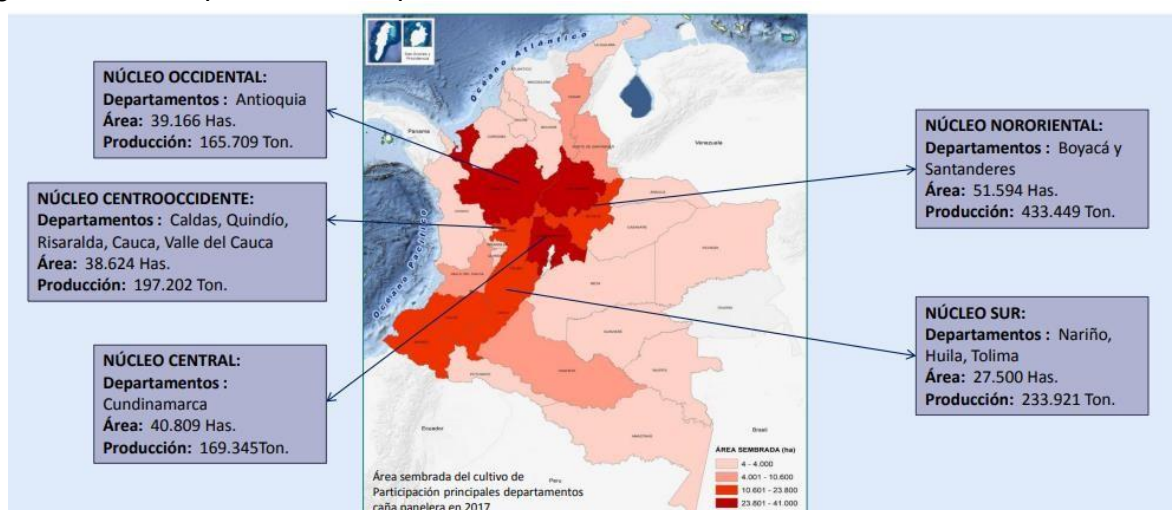 NÚCLEO OCCIDENTAL:
Departamentos : Antioquia
Área: 39.166 Has.
Producción: 165.709 Ton.
NÚCLEO CENTROOCCIDENTE:
Departamentos : Caldas, Quindío,
Risaralda, Cauca, Valle del Cauca
Área: 38.624 Has.
Producción: 197.202 Ton.
NÚCLEO CENTRAL:
Departamentos :
Cundinamarca
Área: 40.809 Has.
Producción: 169.345Ton.
Océano Atlántico
Océano Pacífico
Panama
Venezuela
Ecuador
Peru
Brasil
Área sembrada del cultivo de
Participación principales departamentos
caña panelera en 2017
ÁREA SEMBRADA (ha)
4 - 4.000
4.001 - 10.600
10.601 - 23.800
23.801 - 41.000
NÚCLEO NORORIENTAL:
Departamentos : Boyacá y
Santanderes
Área: 51.594 Has.
Producción: 433.449 Ton.
NÚCLEO SUR:
Departamentos : Nariño,
Huila, Tolima
Área: 27.500 Has.
Producción: 233.921 Ton.